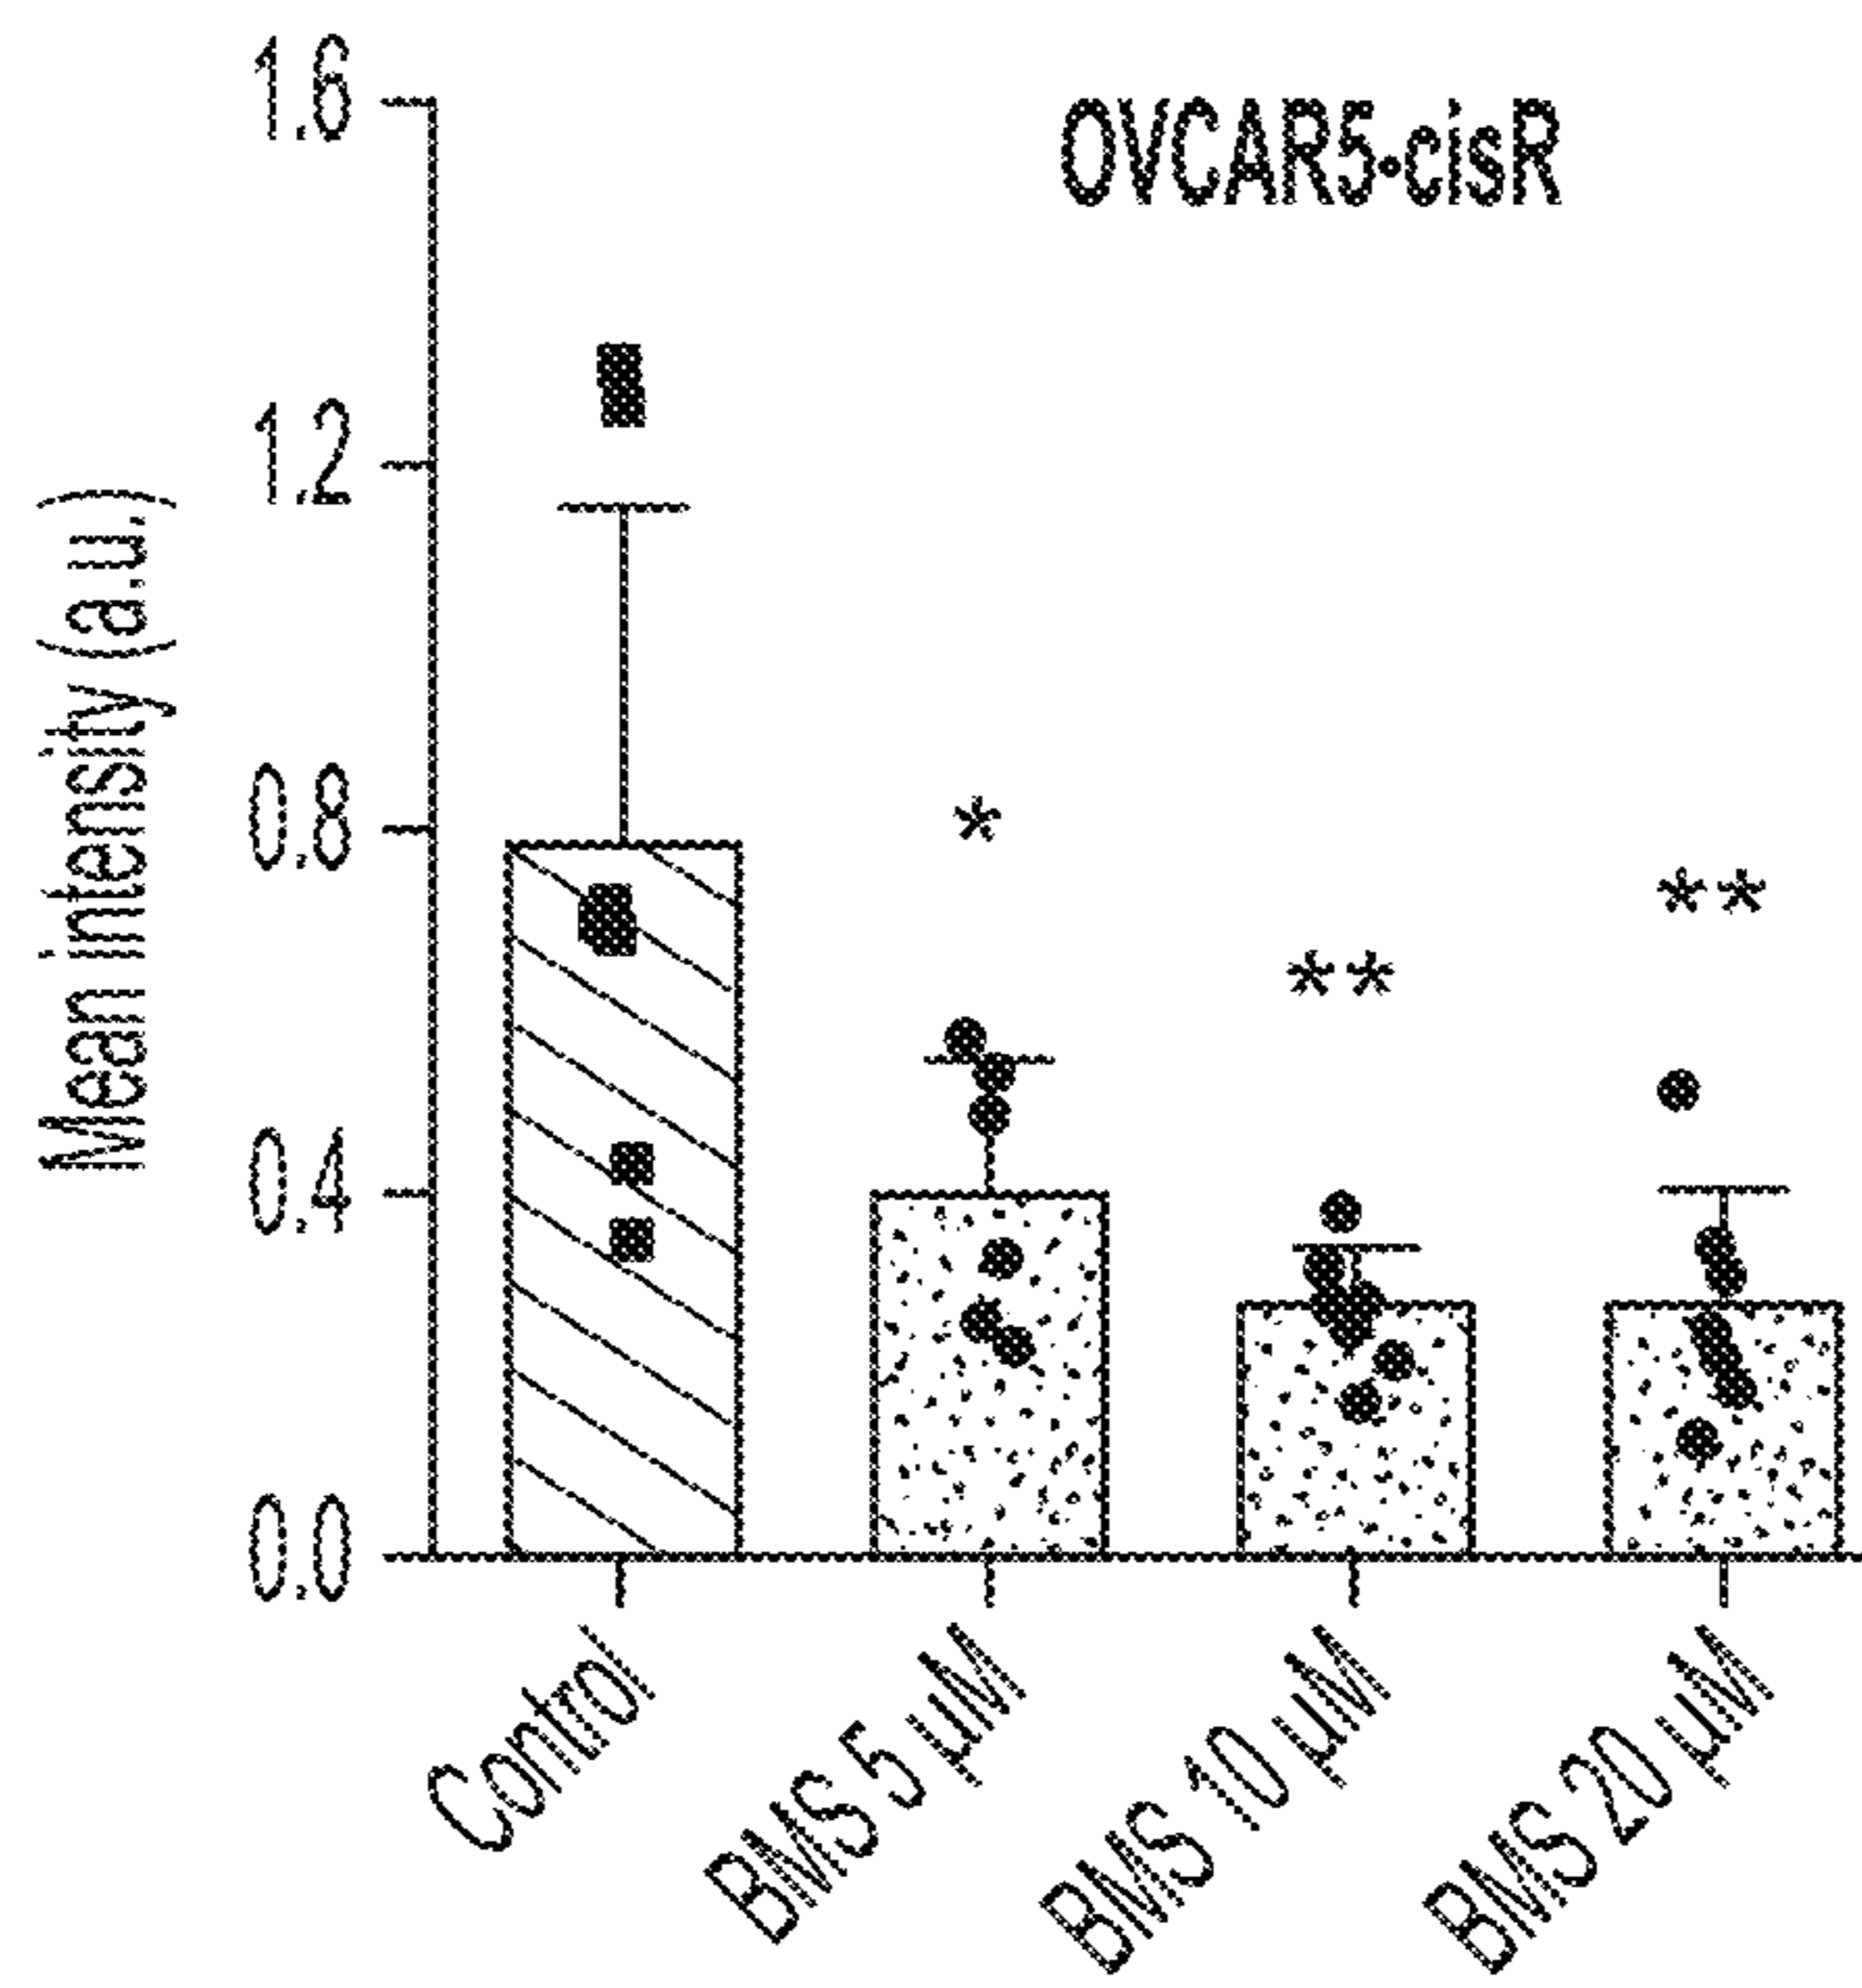 OVCAR5·cisR
Mean intensity (a.u.)
1.6
1.2
0.8
0.4
0.0
*
**
**
Control
BMS 5 µM
BMS 10 µM
BMS 20 µM